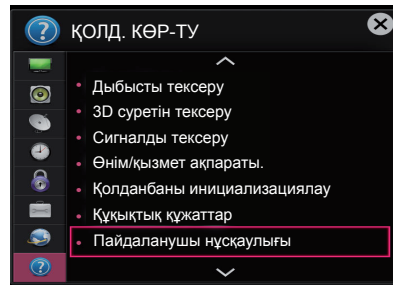 ҚОЛД. КӨР-ТУ
Дыбысты тексеру
3D суретін тексеру
Сигналды тексеру
Өнім/қызмет ақпараты.
Қолданбаны инициализациялау
Құқықтық құжаттар
Пайдаланушы нұсқаулығы